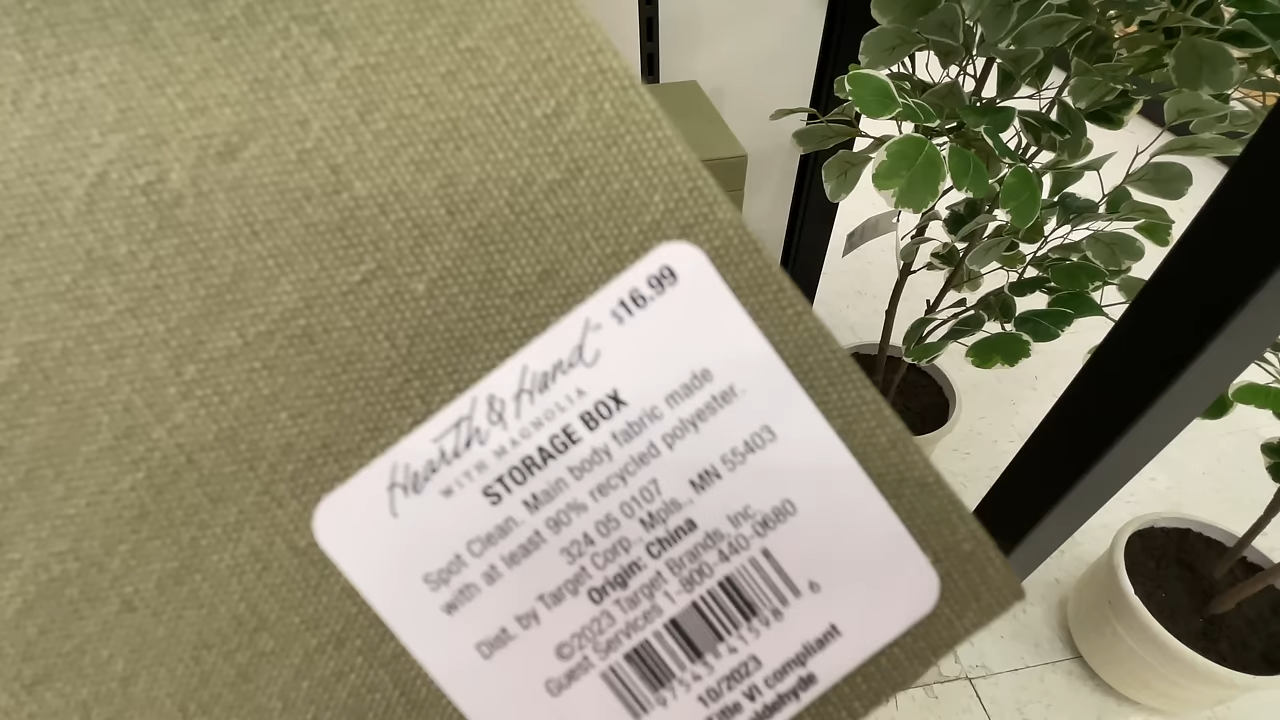 $16.99
Hearth & Hand™
WITH MAGNOLIA
STORAGE BOX
Spot Clean. Main body fabric made
with at least 90% recycled polyester.
324 05 0107
Dist. by Target Corp., Mpls., MN 55403
Origin: China
©2023 Target Brands, Inc.
Guest Services 1-800-440-0680
6
10/2023
Title VI compliant